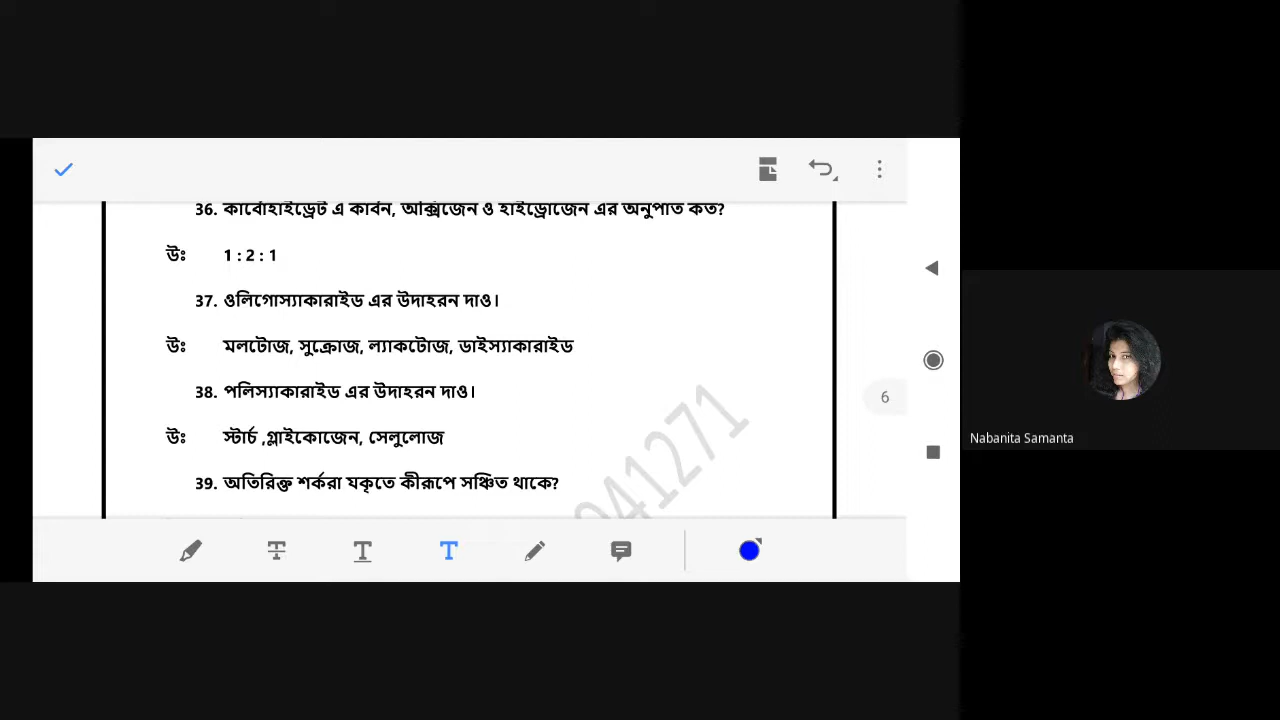 36. কার্বোহাইড্রেট এ কার্বন, অক্সিজেন ও হাইড্রোজেন এর অনুপাত কত?
উঃ 1 : 2 : 1
37. ওলিগোস্যাকারাইড এর উদাহরন দাও।
উঃ মলটোজ, সুক্রোজ, ল্যাকটোজ, ডাইস্যাকারাইড
38. পলিস্যাকারাইড এর উদাহরন দাও।
উঃ স্টার্চ ,গ্লাইকোজেন, সেলুলোজ
39. অতিরিক্ত শর্করা যকৃতে কীরূপে সঞ্চিত থাকে?
041271
6
Nabanita Samanta